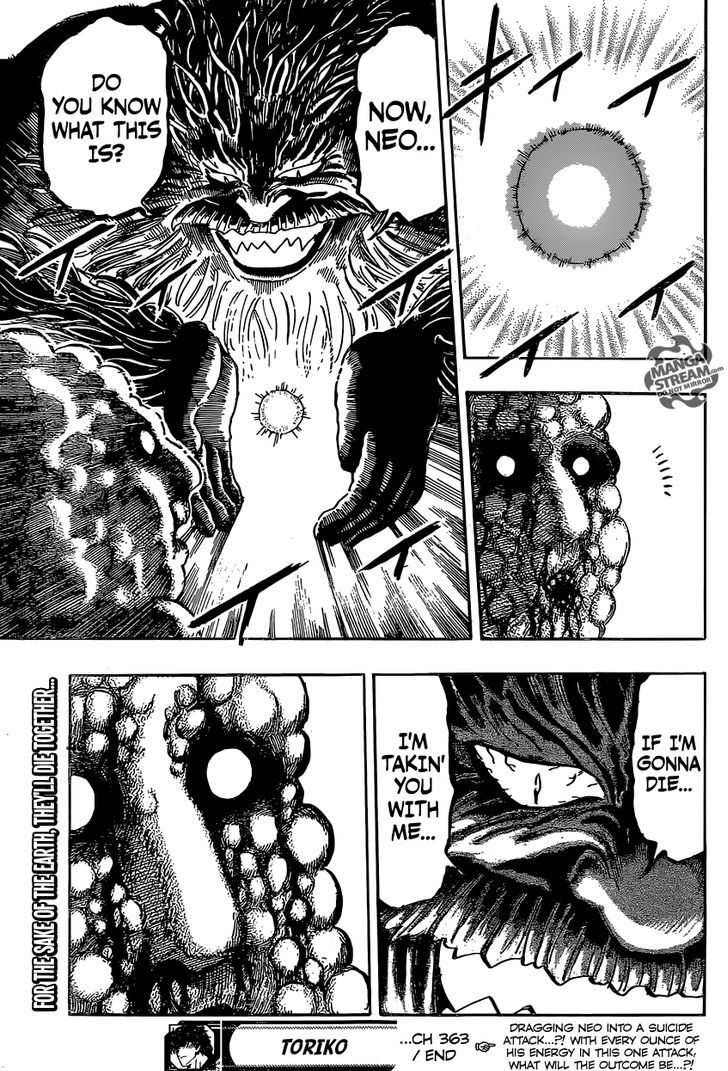 NOW,
NEO...
DO
YOU KNOW
WHAT THIS
IS?
MANGA
STREAM.com
DO NOT MIRROR
IF I'M
GONNA
DIE...
I'M
TAKIN'
YOU
WITH
ME...
FOR THE SAKE OF THE EARTH, THEY'LL DIE TOGETHER...
TORIKO
...CH 363
/ END
DRAGGING NEO INTO A SUICIDE
ATTACK...?! WITH EVERY OUNCE OF
HIS ENERGY IN THIS ONE ATTACK,
WHAT WILL THE OUTCOME BE...?!